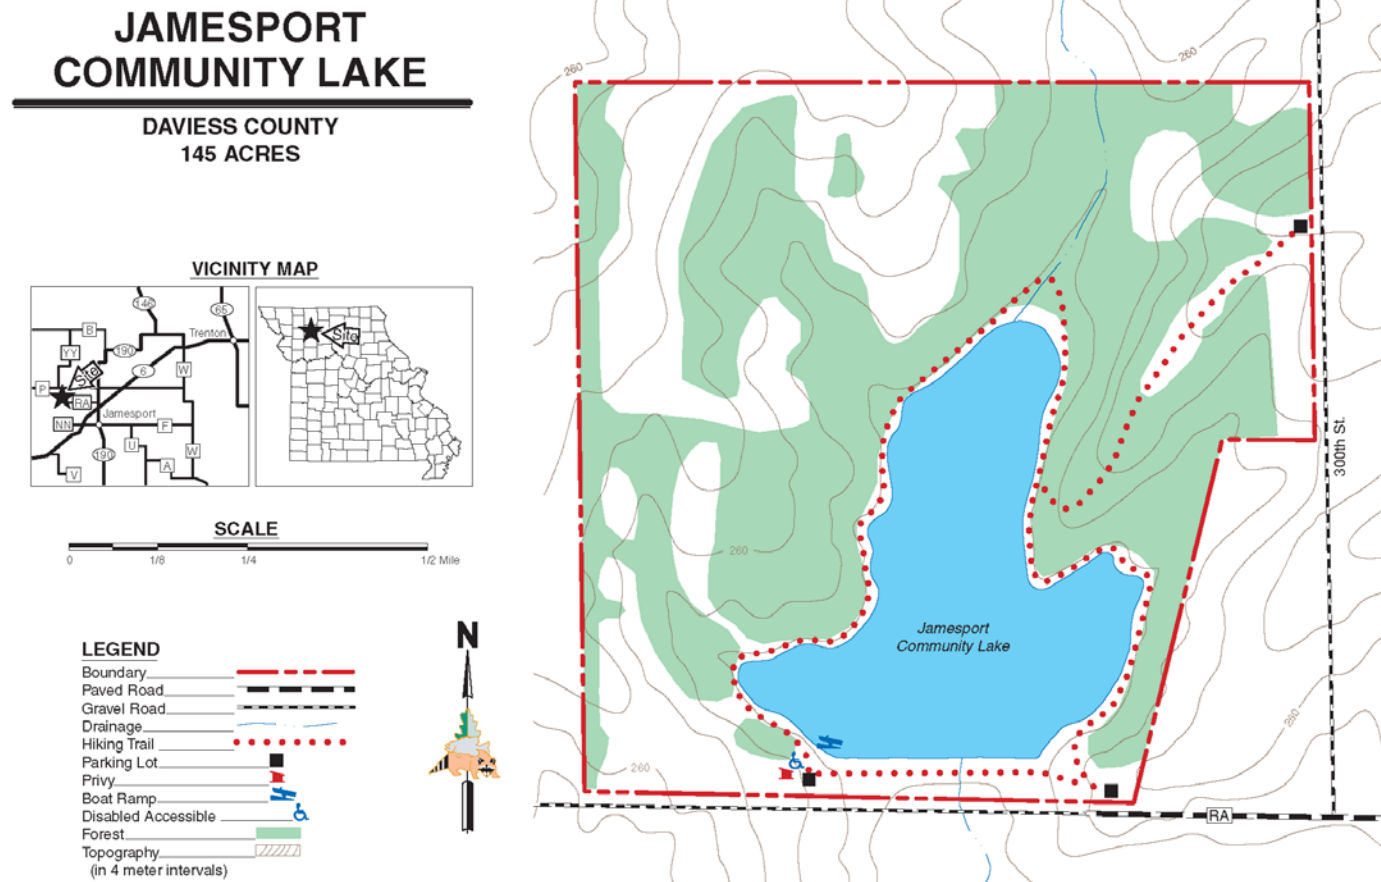 JAMESPORT
COMMUNITY LAKE
DAVIESS COUNTY
145 ACRES
VICINITY MAP
146
65
Trenton
B
190
YY
6
W
Site
P
RA
Jamesport
NN
F
U
W
190
A
V
Site
SCALE
0 1/8 1/4 1/2 Mile
LEGEND
Boundary
Paved Road
Gravel Road
Drainage
Hiking Trail
Parking Lot
Privy
Boat Ramp
Disabled Accessible
Forest
Topography
(in 4 meter intervals)
N
260
260
300th St.
260
Jamesport
Community Lake
260
260
RA